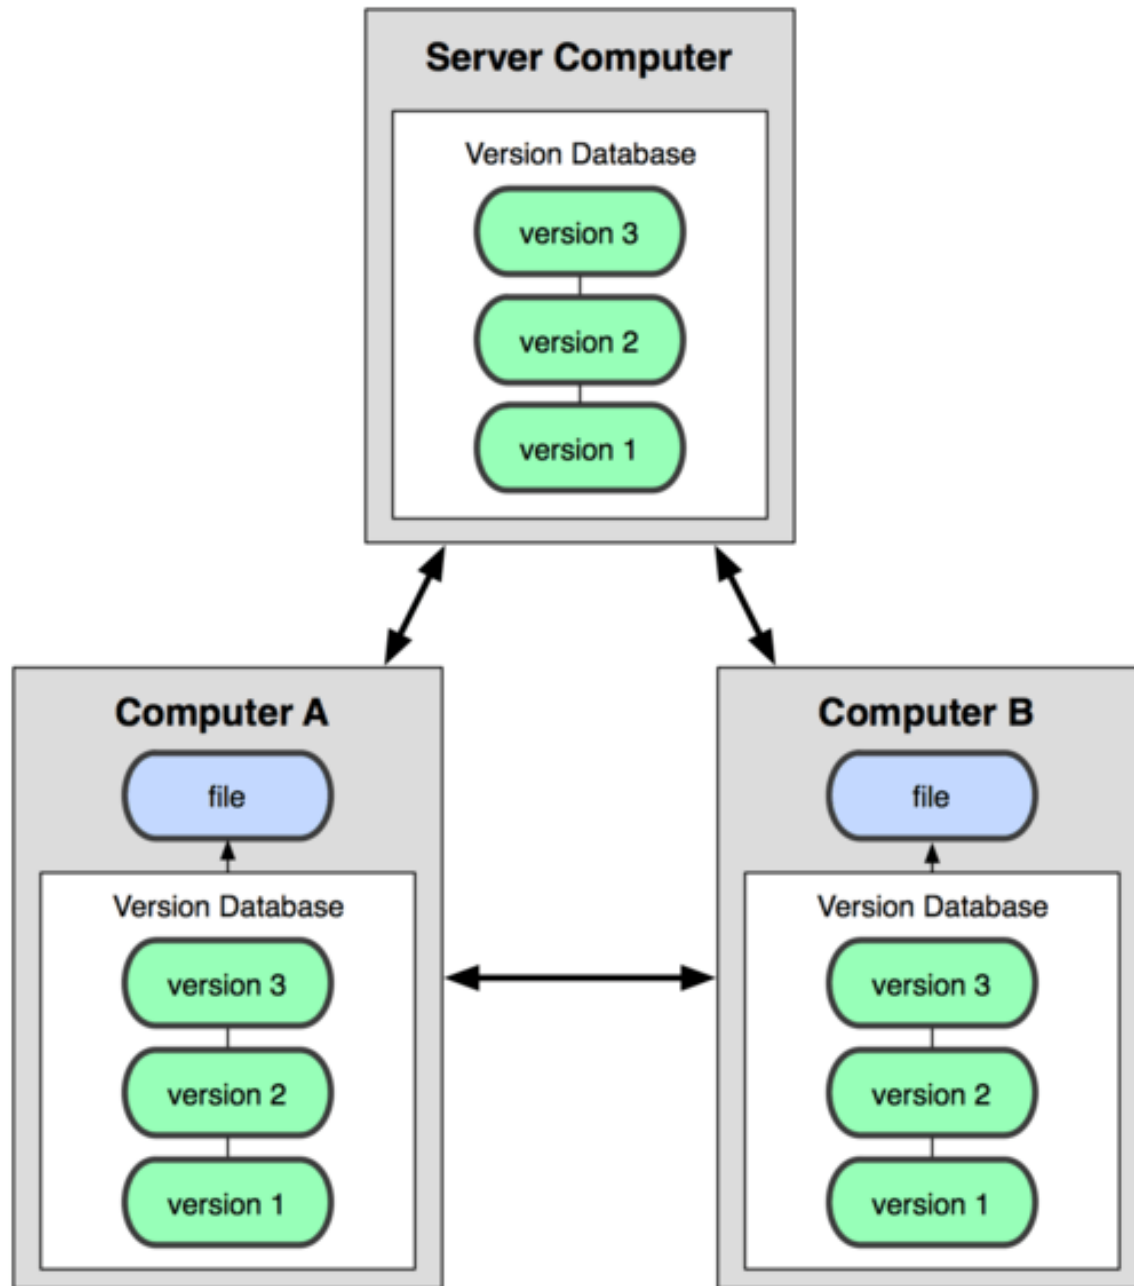 Server Computer
Version Database
version 3
version 2
version 1
Computer A
file
Version Database
version 3
version 2
version 1
Computer B
file
Version Database
version 3
version 2
version 1